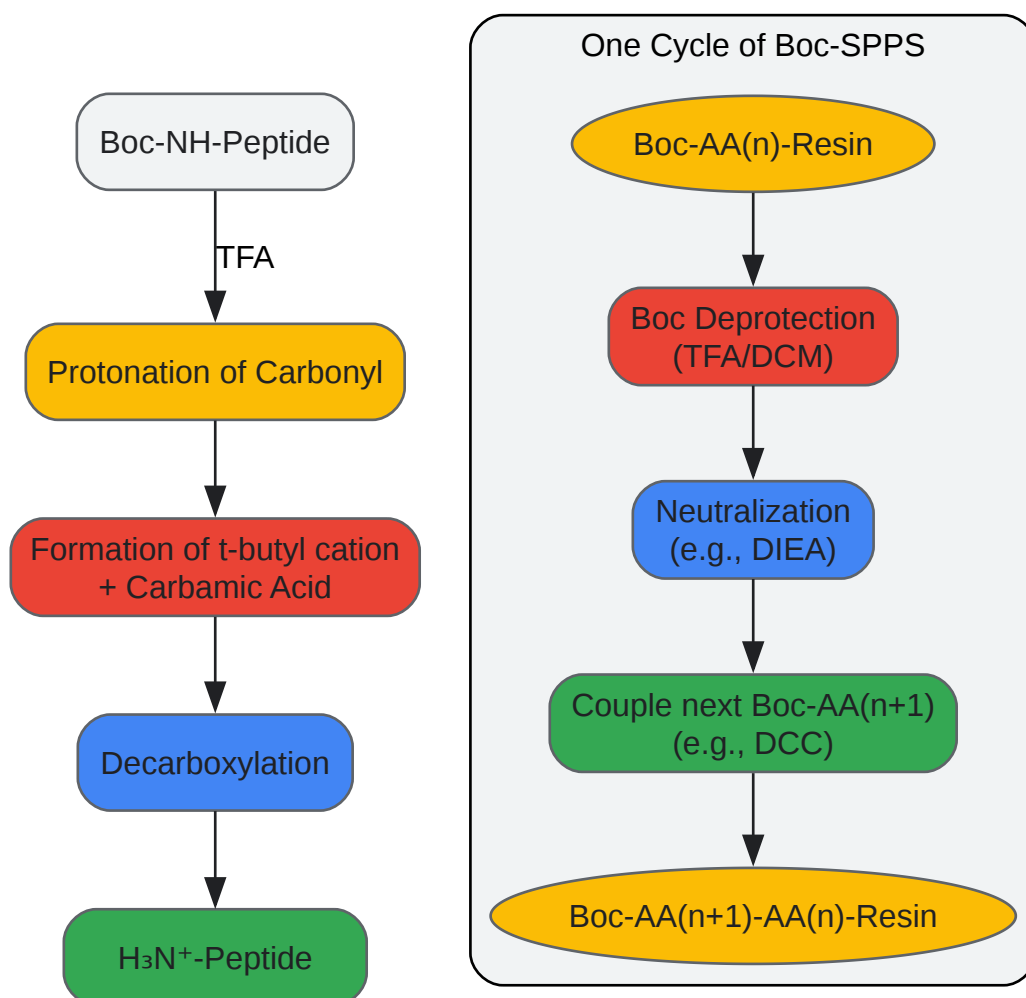 Boc-NH-Peptide
TFA
Protonation of Carbonyl
Formation of t-butyl cation
+ Carbamic Acid
Decarboxylation
H₃N⁺-Peptide
One Cycle of Boc-SPPS
Boc-AA(n)-Resin
Boc Deprotection
(TFA/DCM)
Neutralization
(e.g., DIEA)
Couple next Boc-AA(n+1)
(e.g., DCC)
Boc-AA(n+1)-AA(n)-Resin